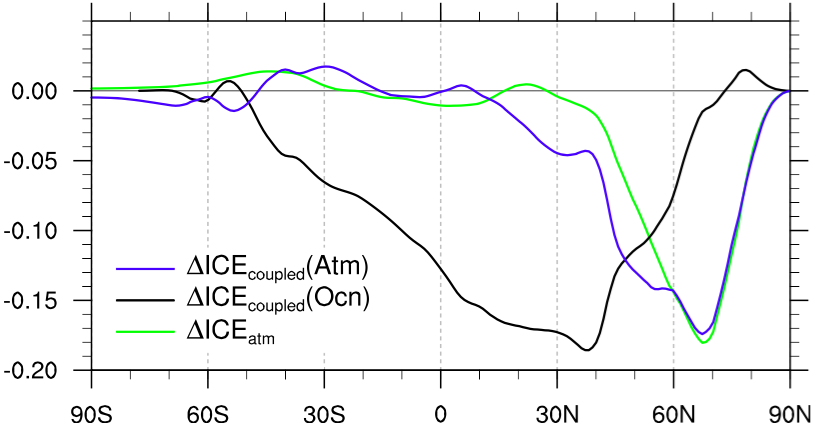 0.00
-0.05
-0.10
-0.15
-0.20
ΔICEcoupled(Atm)
ΔICEcoupled(Ocn)
ΔICEatm
90S 60S 30S 0 30N 60N 90N